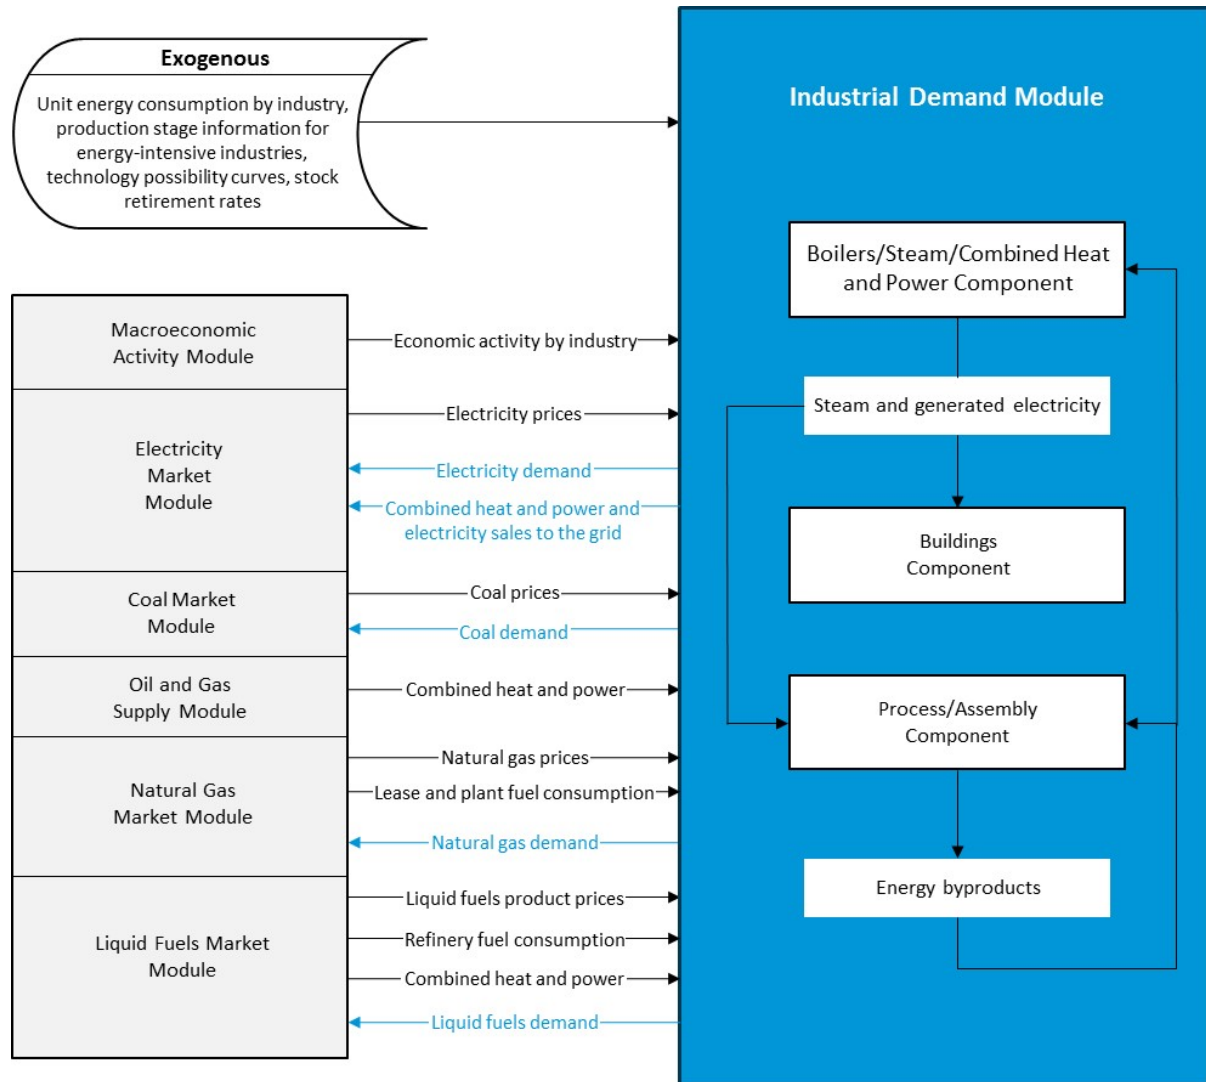 Exogenous
Unit energy consumption by industry,
production stage information for
energy-intensive industries,
technology possibility curves, stock
retirement rates
Macroeconomic
Activity Module
Electricity
Market
Module
Coal Market
Module
Oil and Gas
Supply Module
Natural Gas
Market Module
Liquid Fuels Market
Module
Economic activity by industry
Electricity prices
Electricity demand
Combined heat and power and
electricity sales to the grid
Coal prices
Coal demand
Combined heat and power
Natural gas prices
Lease and plant fuel consumption
Natural gas demand
Liquid fuels product prices
Refinery fuel consumption
Combined heat and power
Liquid fuels demand
Industrial Demand Module
Boilers/Steam/Combined Heat
and Power Component
Steam and generated electricity
Buildings
Component
Process/Assembly
Component
Energy byproducts